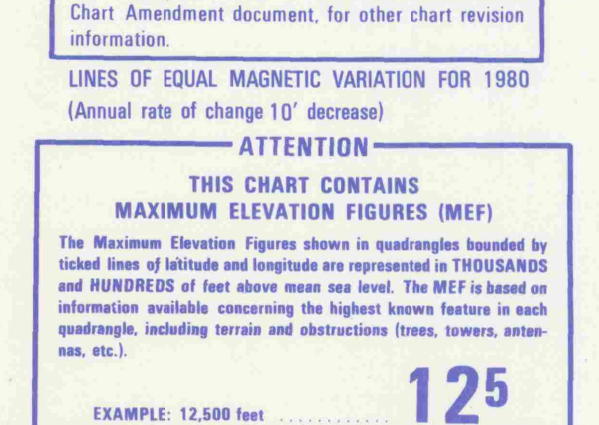 Chart Amendment document, for other chart revision
information.
LINES OF EQUAL MAGNETIC VARIATION FOR 1980
(Annual rate of change 10′ decrease)
ATTENTION
THIS CHART CONTAINS
MAXIMUM ELEVATION FIGURES (MEF)
The Maximum Elevation Figures shown in quadrangles bounded by
ticked lines of latitude and longitude are represented in THOUSANDS
and HUNDREDS of feet above mean sea level. The MEF is based on
information available concerning the highest known feature in each
quadrangle, including terrain and obstructions (trees, towers, anten-
nas, etc.).
EXAMPLE: 12,500 feet ............ 12⁵